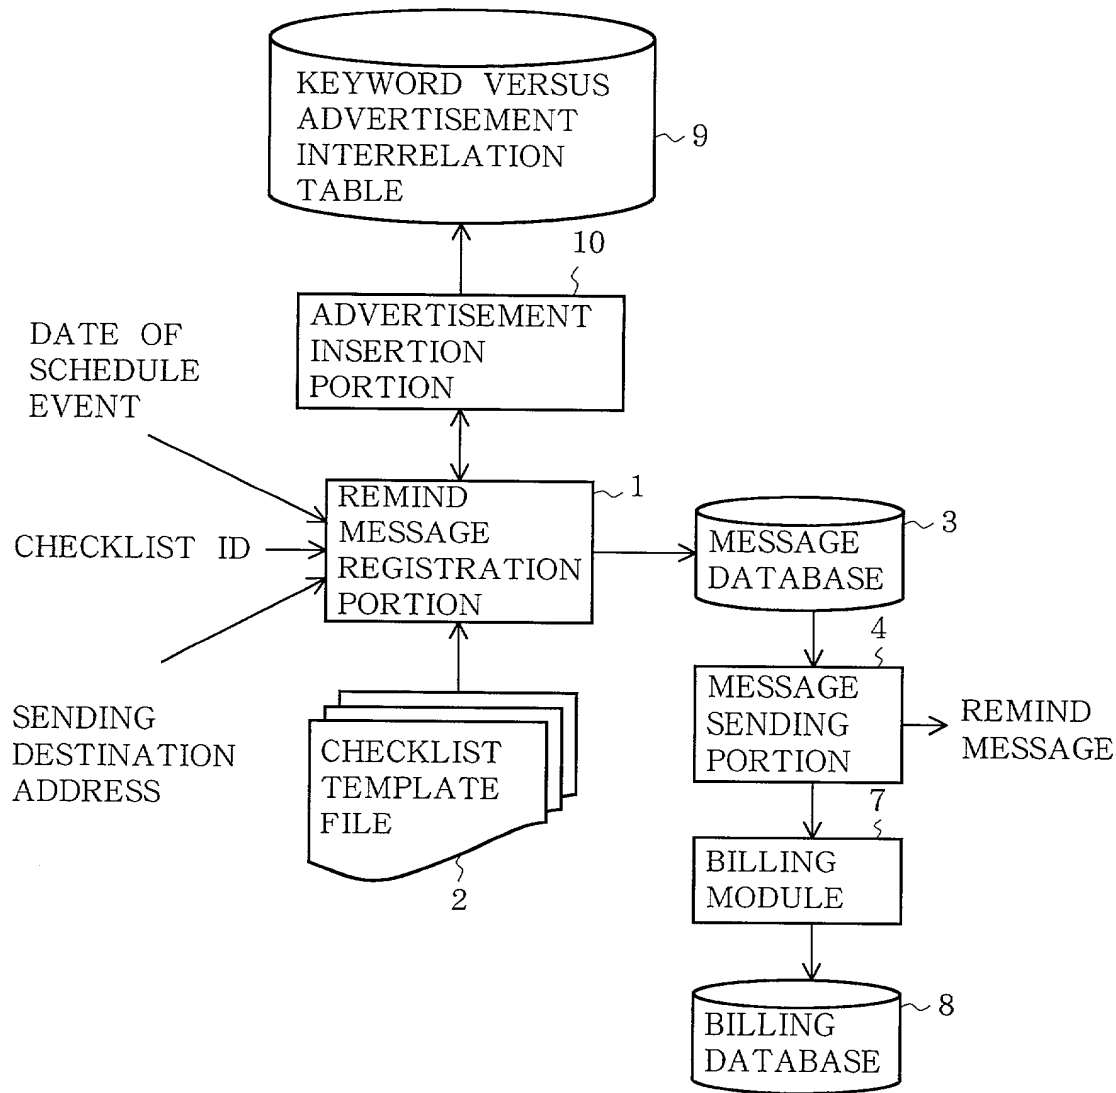 KEYWORD VERSUS
ADVERTISEMENT
INTERRELATION
TABLE
9
10
ADVERTISEMENT
INSERTION
PORTION
DATE OF
SCHEDULE
EVENT
1
REMIND
MESSAGE
REGISTRATION
PORTION
CHECKLIST ID
3
MESSAGE
DATABASE
4
MESSAGE
SENDING
PORTION
REMIND
MESSAGE
SENDING
DESTINATION
ADDRESS
CHECKLIST
TEMPLATE
FILE
2
7
BILLING
MODULE
8
BILLING
DATABASE